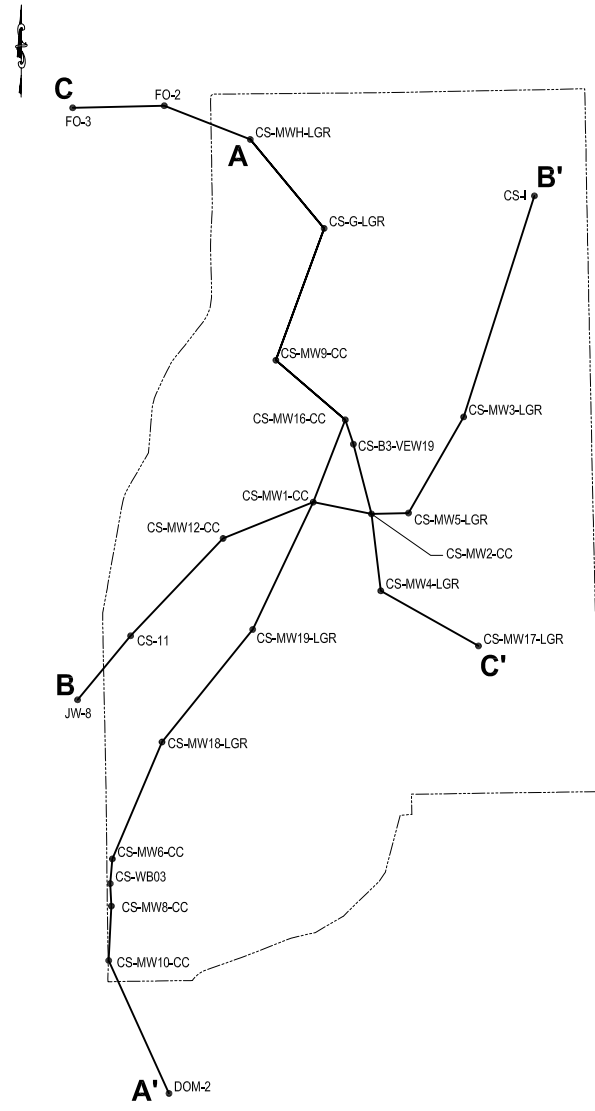 C
FO-2
FO-3
CS-MWH-LGR
A
B'
CS-I
CS-G-LGR
CS-MW9-CC
CS-MW3-LGR
CS-MW16-CC
CS-B3-VEW19
CS-MW1-CC
CS-MW5-LGR
CS-MW12-CC
CS-MW2-CC
CS-MW4-LGR
CS-MW19-LGR
CS-11
CS-MW17-LGR
C'
B
JW-8
CS-MW18-LGR
CS-MW6-CC
CS-WB03
CS-MW8-CC
CS-MW10-CC
A'
DOM-2